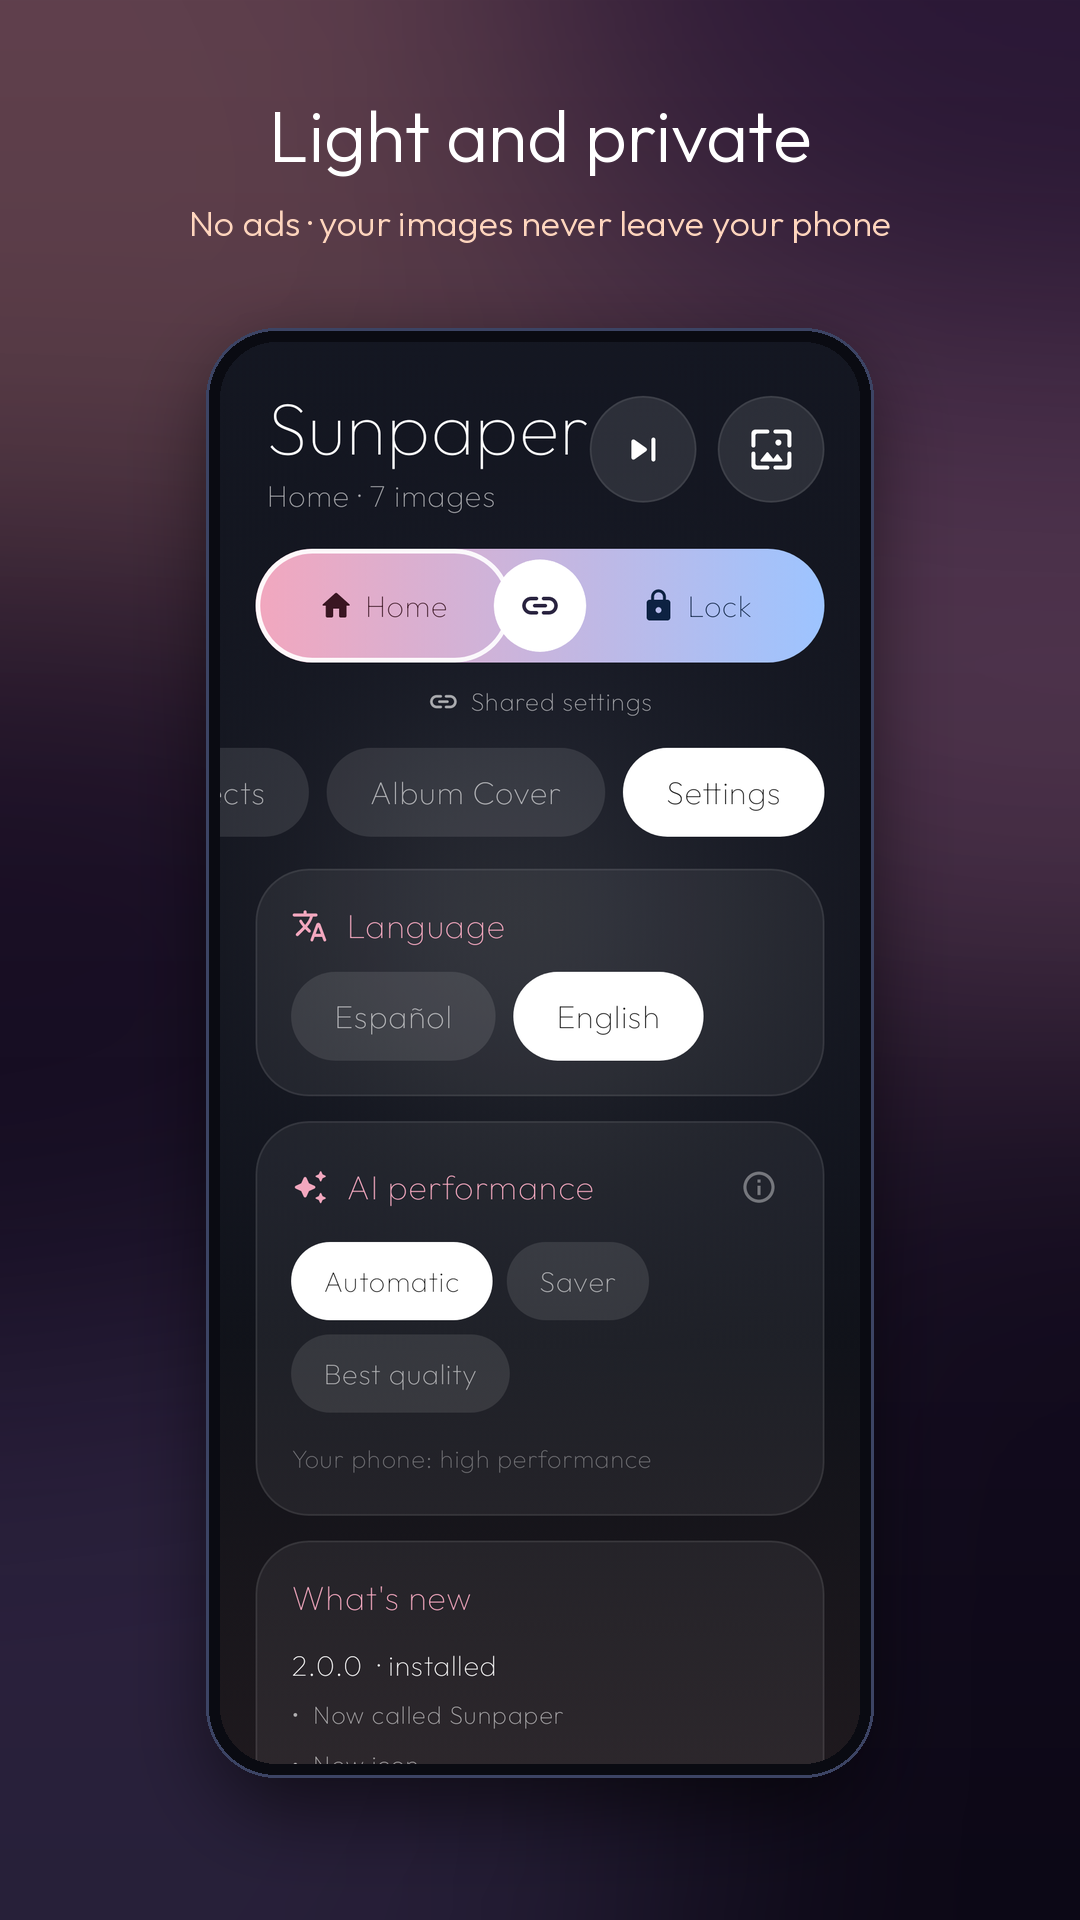 Light and private
No ads · your images never leave your phone
Sunpaper
Home · 7 images
Home
Lock
Shared settings
Album Cover
Settings
Language
Español
English
AI performance
Automatic
Saver
Best quality
Your phone: high performance
What's new
2.0.0 · installed
• Now called Sunpaper
• New icon